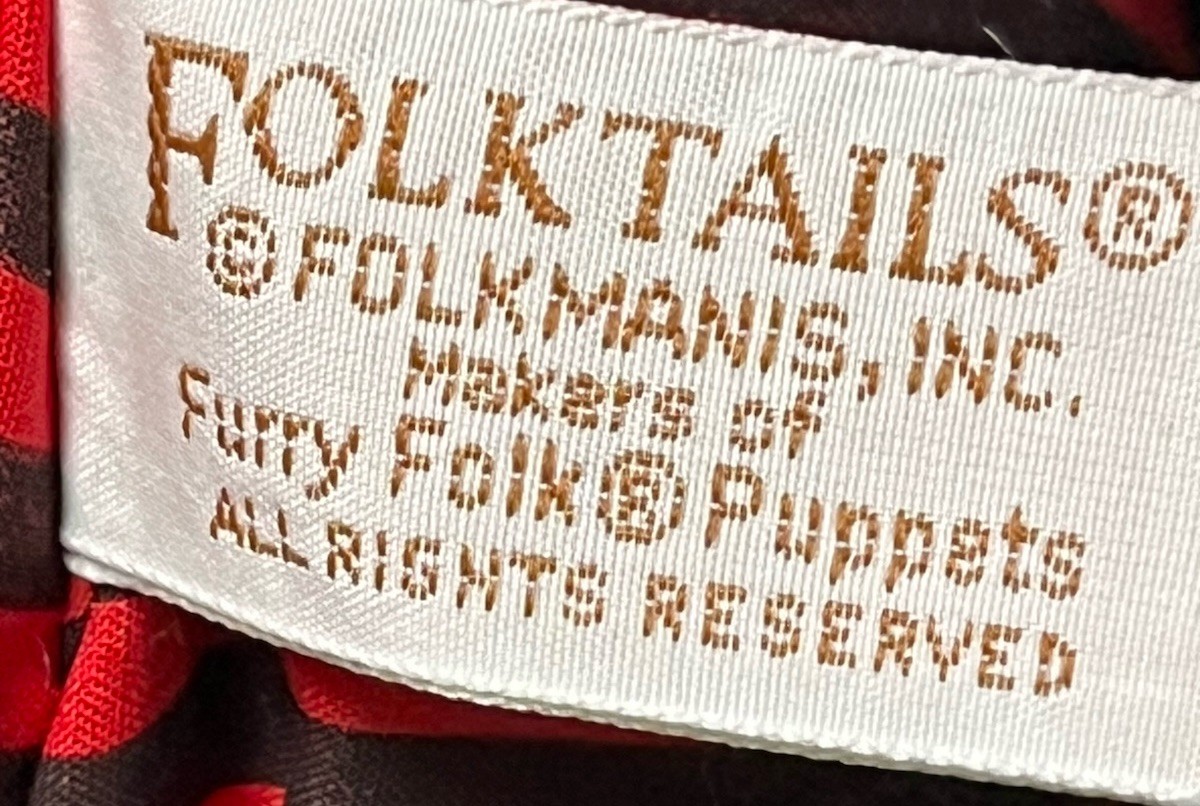 FOLKTAILS®
©FOLKMANIS, INC.
Makers of
Furry Folk® Puppets
ALL RIGHTS RESERVED